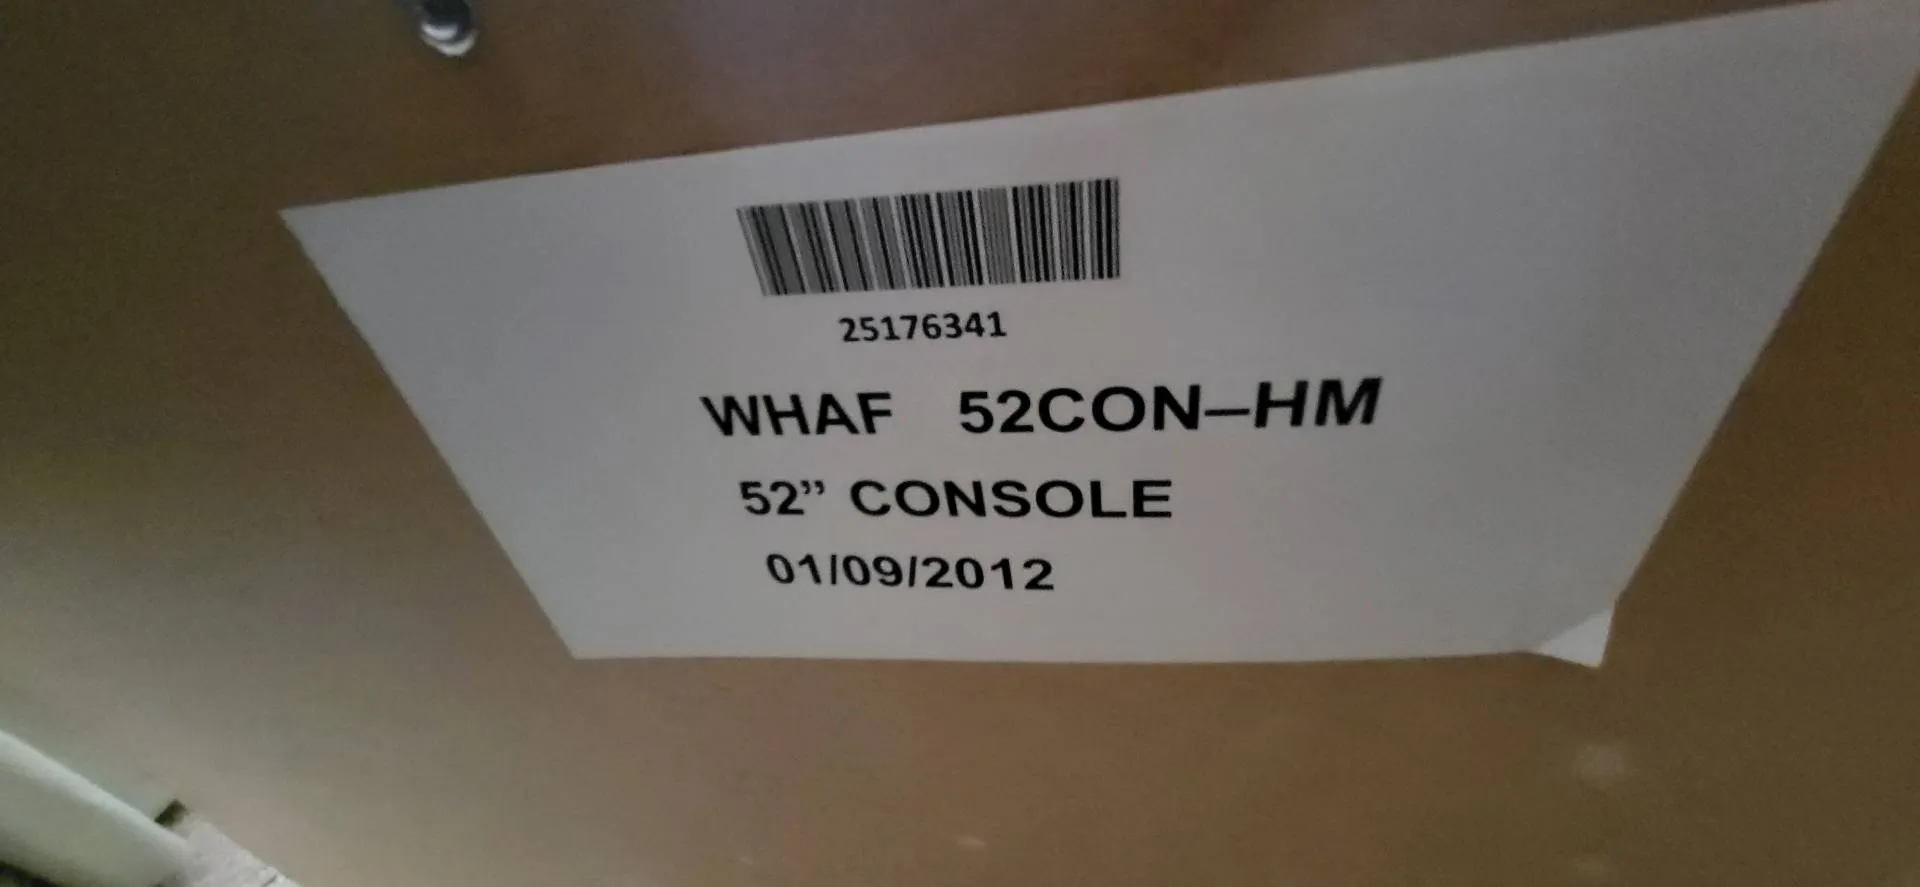 25176341
WHAF 52CON–HM
52” CONSOLE
01/09/2012